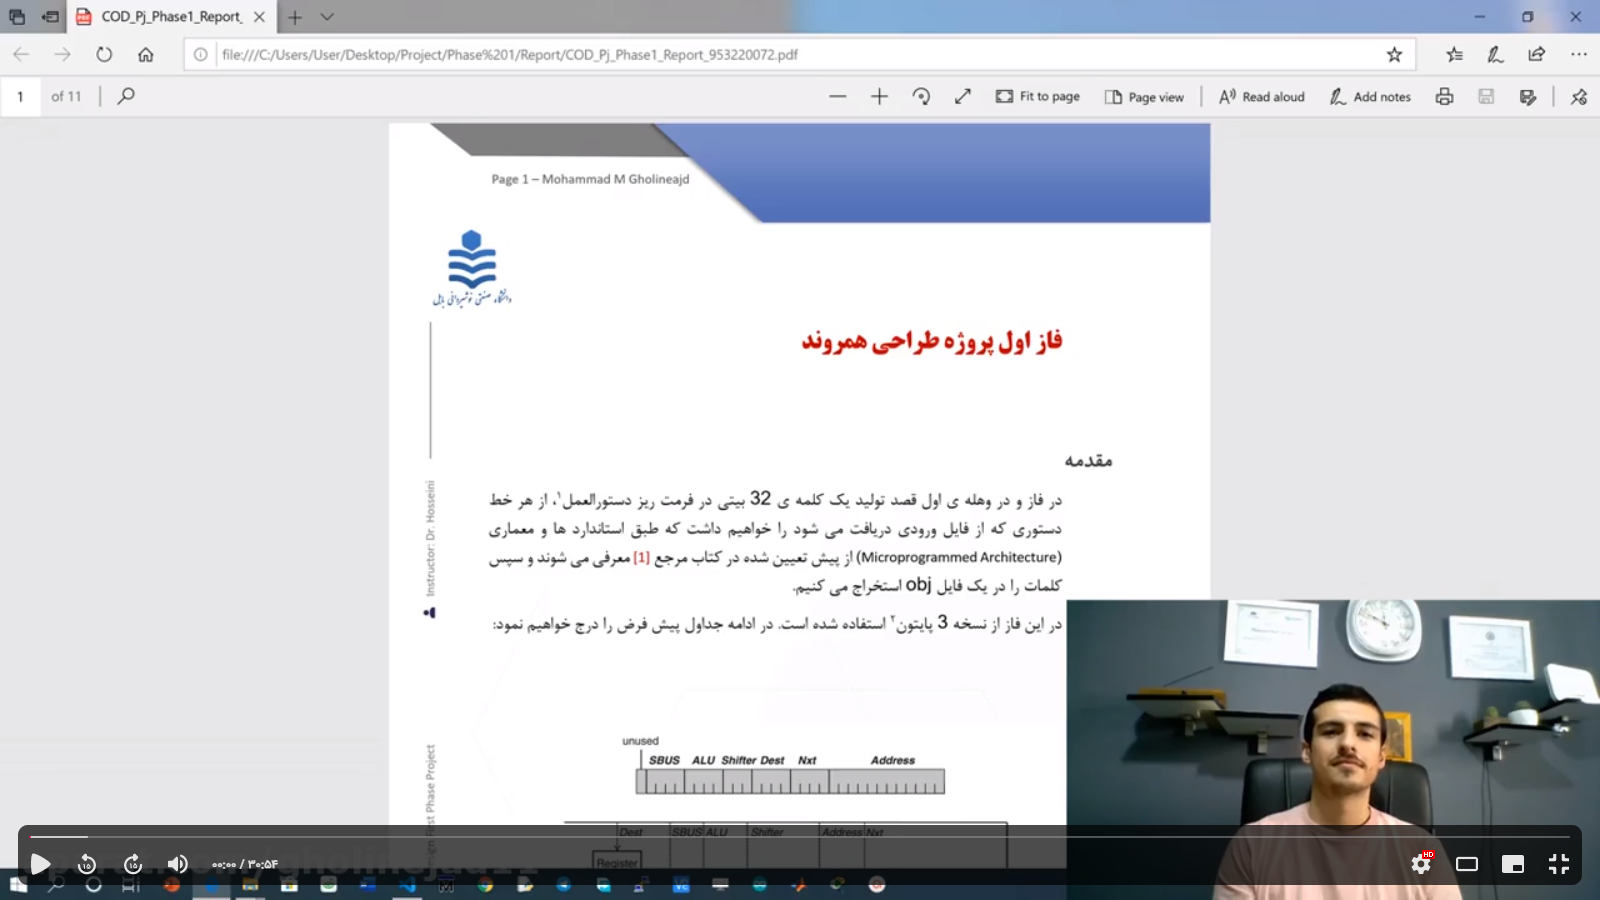 COD_Pj_Phase1_Report_
file:///C:/Users/User/Desktop/Project/Phase%201/Report/COD_Pj_Phase1_Report_953220072.pdf
1 of 11
Fit to page
Page view
Read aloud
Add notes
Page 1 – Mohammad M Gholineajd
دانشگاه صنعتی نوشیروانی بابل
فاز اول پروژه طراحی همروند
مقدمه
در فاز و در وهله ی اول قصد تولید یک کلمه ی 32 بیتی در فرمت ریز دستورالعمل۱، از هر خط
دستوری که از فایل ورودی دریافت می شود را خواهیم داشت که طبق استاندارد ها و معماری
(Microprogrammed Architecture) از پیش تعیین شده در کتاب مرجع [1] معرفی می شوند و سپس
کلمات را در یک فایل obj استخراج می کنیم.
در این فاز از نسخه 3 پایتون۲ استفاده شده است. در ادامه جداول پیش فرض را درج خواهیم نمود:
Instructor: Dr. Hosseini
First Phase Project
unused
SBUS ALU Shifter Dest Nxt Address
Dest SBUS ALU Shifter Address Nxt
Register
۰۰:۰۰ / ۳۰:۵۴
HD